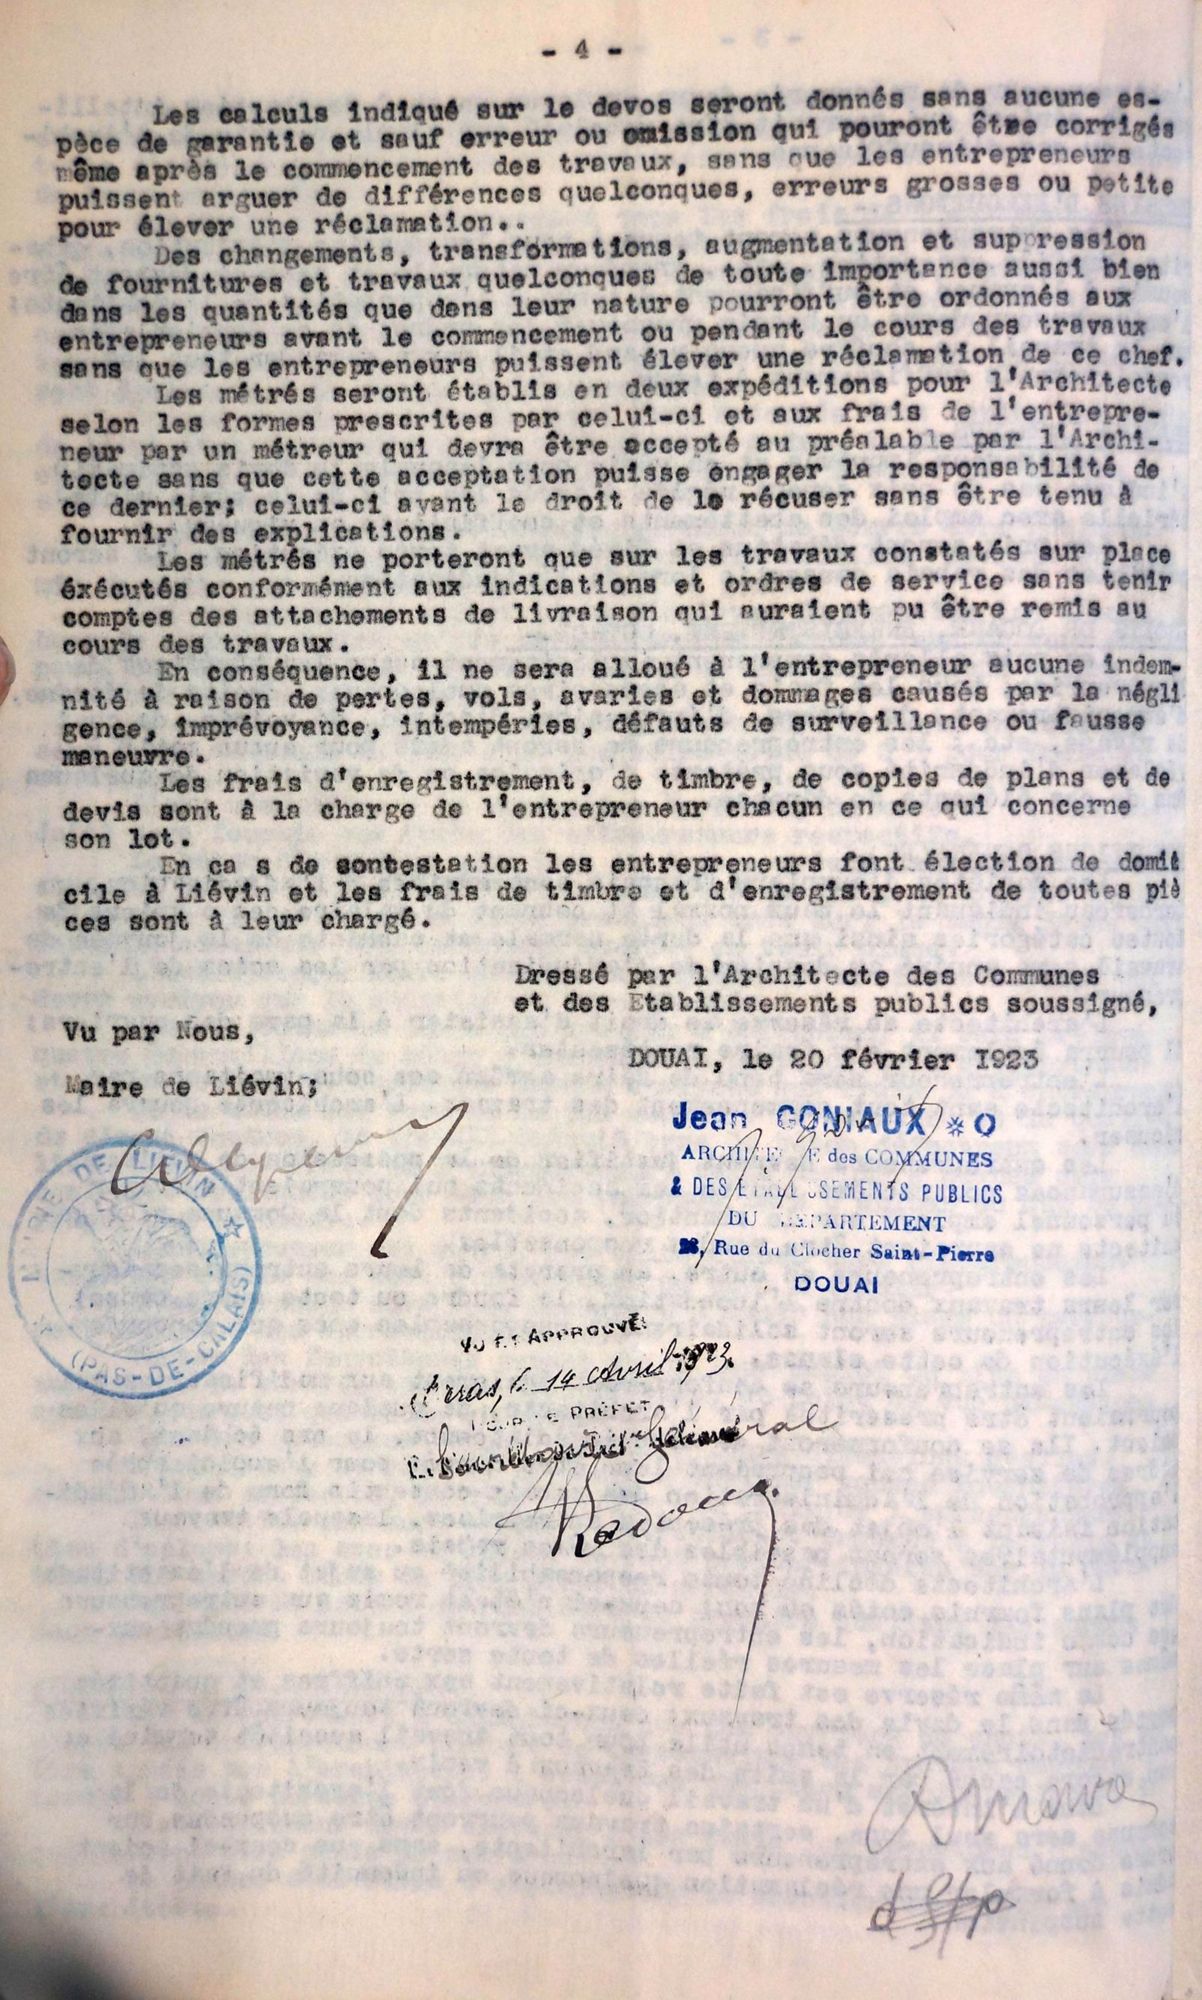 - 4 -
Les calculs indiqué sur le devos seront donnés sans aucune es-
pèce de garantie et sauf erreur ou omission qui pouront être corrigés
même après le commencement des travaux, sans que les entrepreneurs
puissent arguer de différences quelconques, erreurs grosses ou petite
pour élever une réclamation..
Des changements, transformations, augmentation et suppression
de fournitures et travaux quelconques de toute importance aussi bien
dans les quantités que dans leur nature pourront être ordonnés aux
entrepreneurs avant le commencement ou pendant le cours des travaux
sans que les entrepreneurs puissent élever une réclamation de ce chef.
Les métrés seront établis en deux expéditions pour l'Architecte
selon les formes prescrites par celui-ci et aux frais de l'entrepre-
neur par un métreur qui devra être accepté au préalable par l'Archi-
tecte sans que cette acceptation puisse engager la responsabilité de
ce dernier; celui-ci ayant le droit de le récuser sans être tenu à
fournir des explications.
Les métrés ne porteront que sur les travaux constatés sur place
éxécutés conformément aux indications et ordres de service sans tenir
comptes des attachements de livraison qui auraient pu être remis au
cours des travaux.
En conséquence, il ne sera alloué à l'entrepreneur aucune indem-
nité à raison de pertes, vols, avaries et dommages causés par la négli
gence, imprévoyance, intempéries, défauts de surveillance ou fausse
maneuvre.
Les frais d'enregistrement, de timbre, de copies de plans et de
devis sont à la charge de l'entrepreneur chacun en ce qui concerne
son lot.
En ca s de contestation les entrepreneurs font élection de domi
cile à Liévin et les frais de timbre et d'enregistrement de toutes piè
ces sont à leur chargé.
Dressé par l'Architecte des Communes
et des Etablissements publics soussigné,
Vu par Nous,
DOUAI, le 20 février 1923
Maire de Liévin;
Jean GONIAUX
ARCHITECTE des COMMUNES
& DES ETABLISSEMENTS PUBLICS
DU DEPARTEMENT
26, Rue du Clocher Saint-Pierre
DOUAI
MAIRIE DE LIEVIN
(PAS-DE-CALAIS)
VU ET APPROUVÉ
Arras, le 14 Avril 1923.
POUR LE PRÉFET
Général